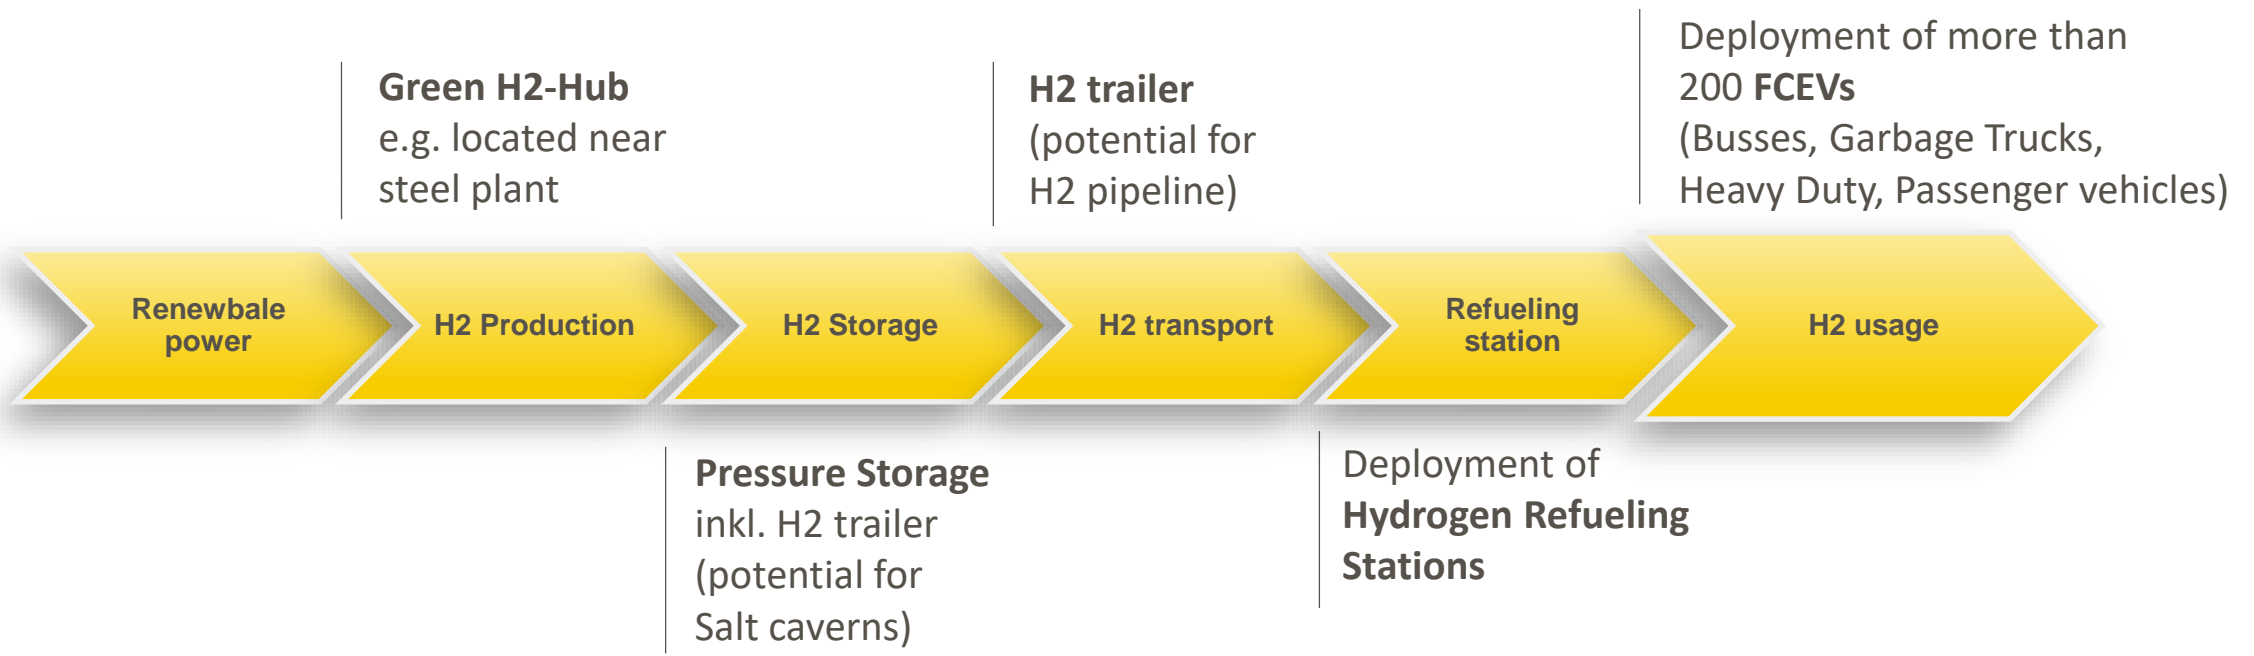 Green H2-Hub
e.g. located near
steel plant
H2 trailer
(potential for
H2 pipeline)
Deployment of more than
200 FCEVs
(Busses, Garbage Trucks,
Heavy Duty, Passenger vehicles)
Renewbale
power
H2 Production
H2 Storage
H2 transport
Refueling
station
H2 usage
Pressure Storage
inkl. H2 trailer
(potential for
Salt caverns)
Deployment of
Hydrogen Refueling
Stations